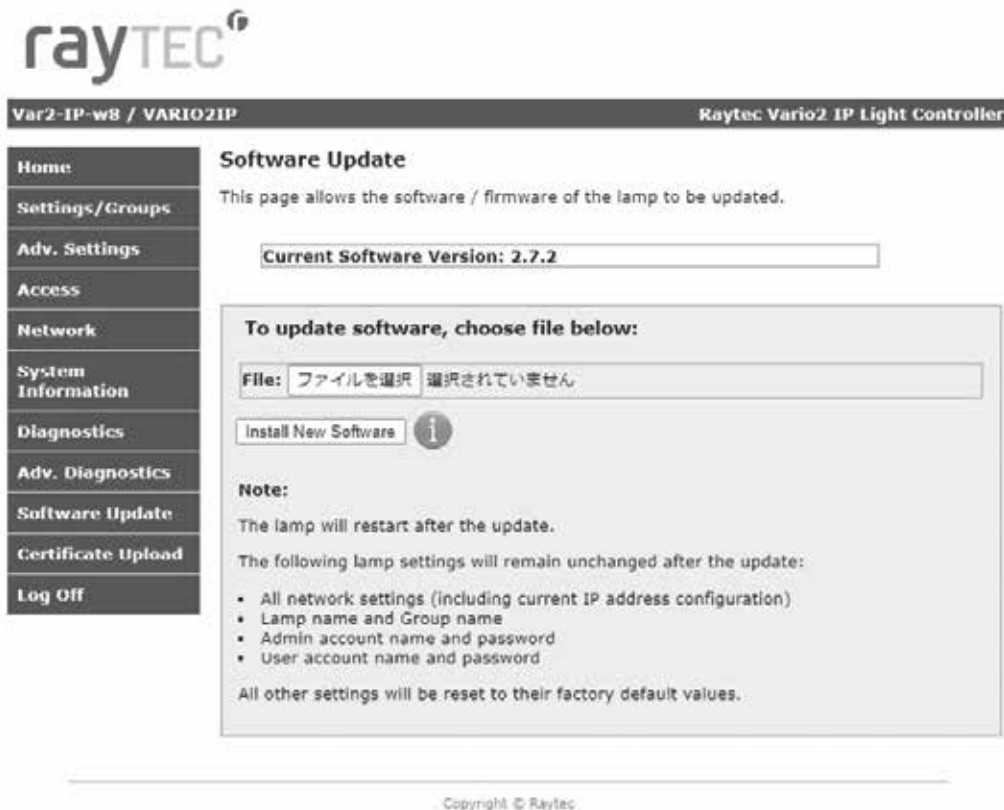 rayTEC
Var2-IP-w8 / VARIO2IP
Raytec Vario2 IP Light Controller
Home
Settings/Groups
Adv. Settings
Access
Network
System
Information
Diagnostics
Adv. Diagnostics
Software Update
Certificate Upload
Log Off
Software Update
This page allows the software / firmware of the lamp to be updated.
Current Software Version: 2.7.2
To update software, choose file below:
File: ファイルを選択 選択されていません
Install New Software i
Note:
The lamp will restart after the update.
The following lamp settings will remain unchanged after the update:
• All network settings (including current IP address configuration)
• Lamp name and Group name
• Admin account name and password
• User account name and password
All other settings will be reset to their factory default values.
Copyright © Raytec